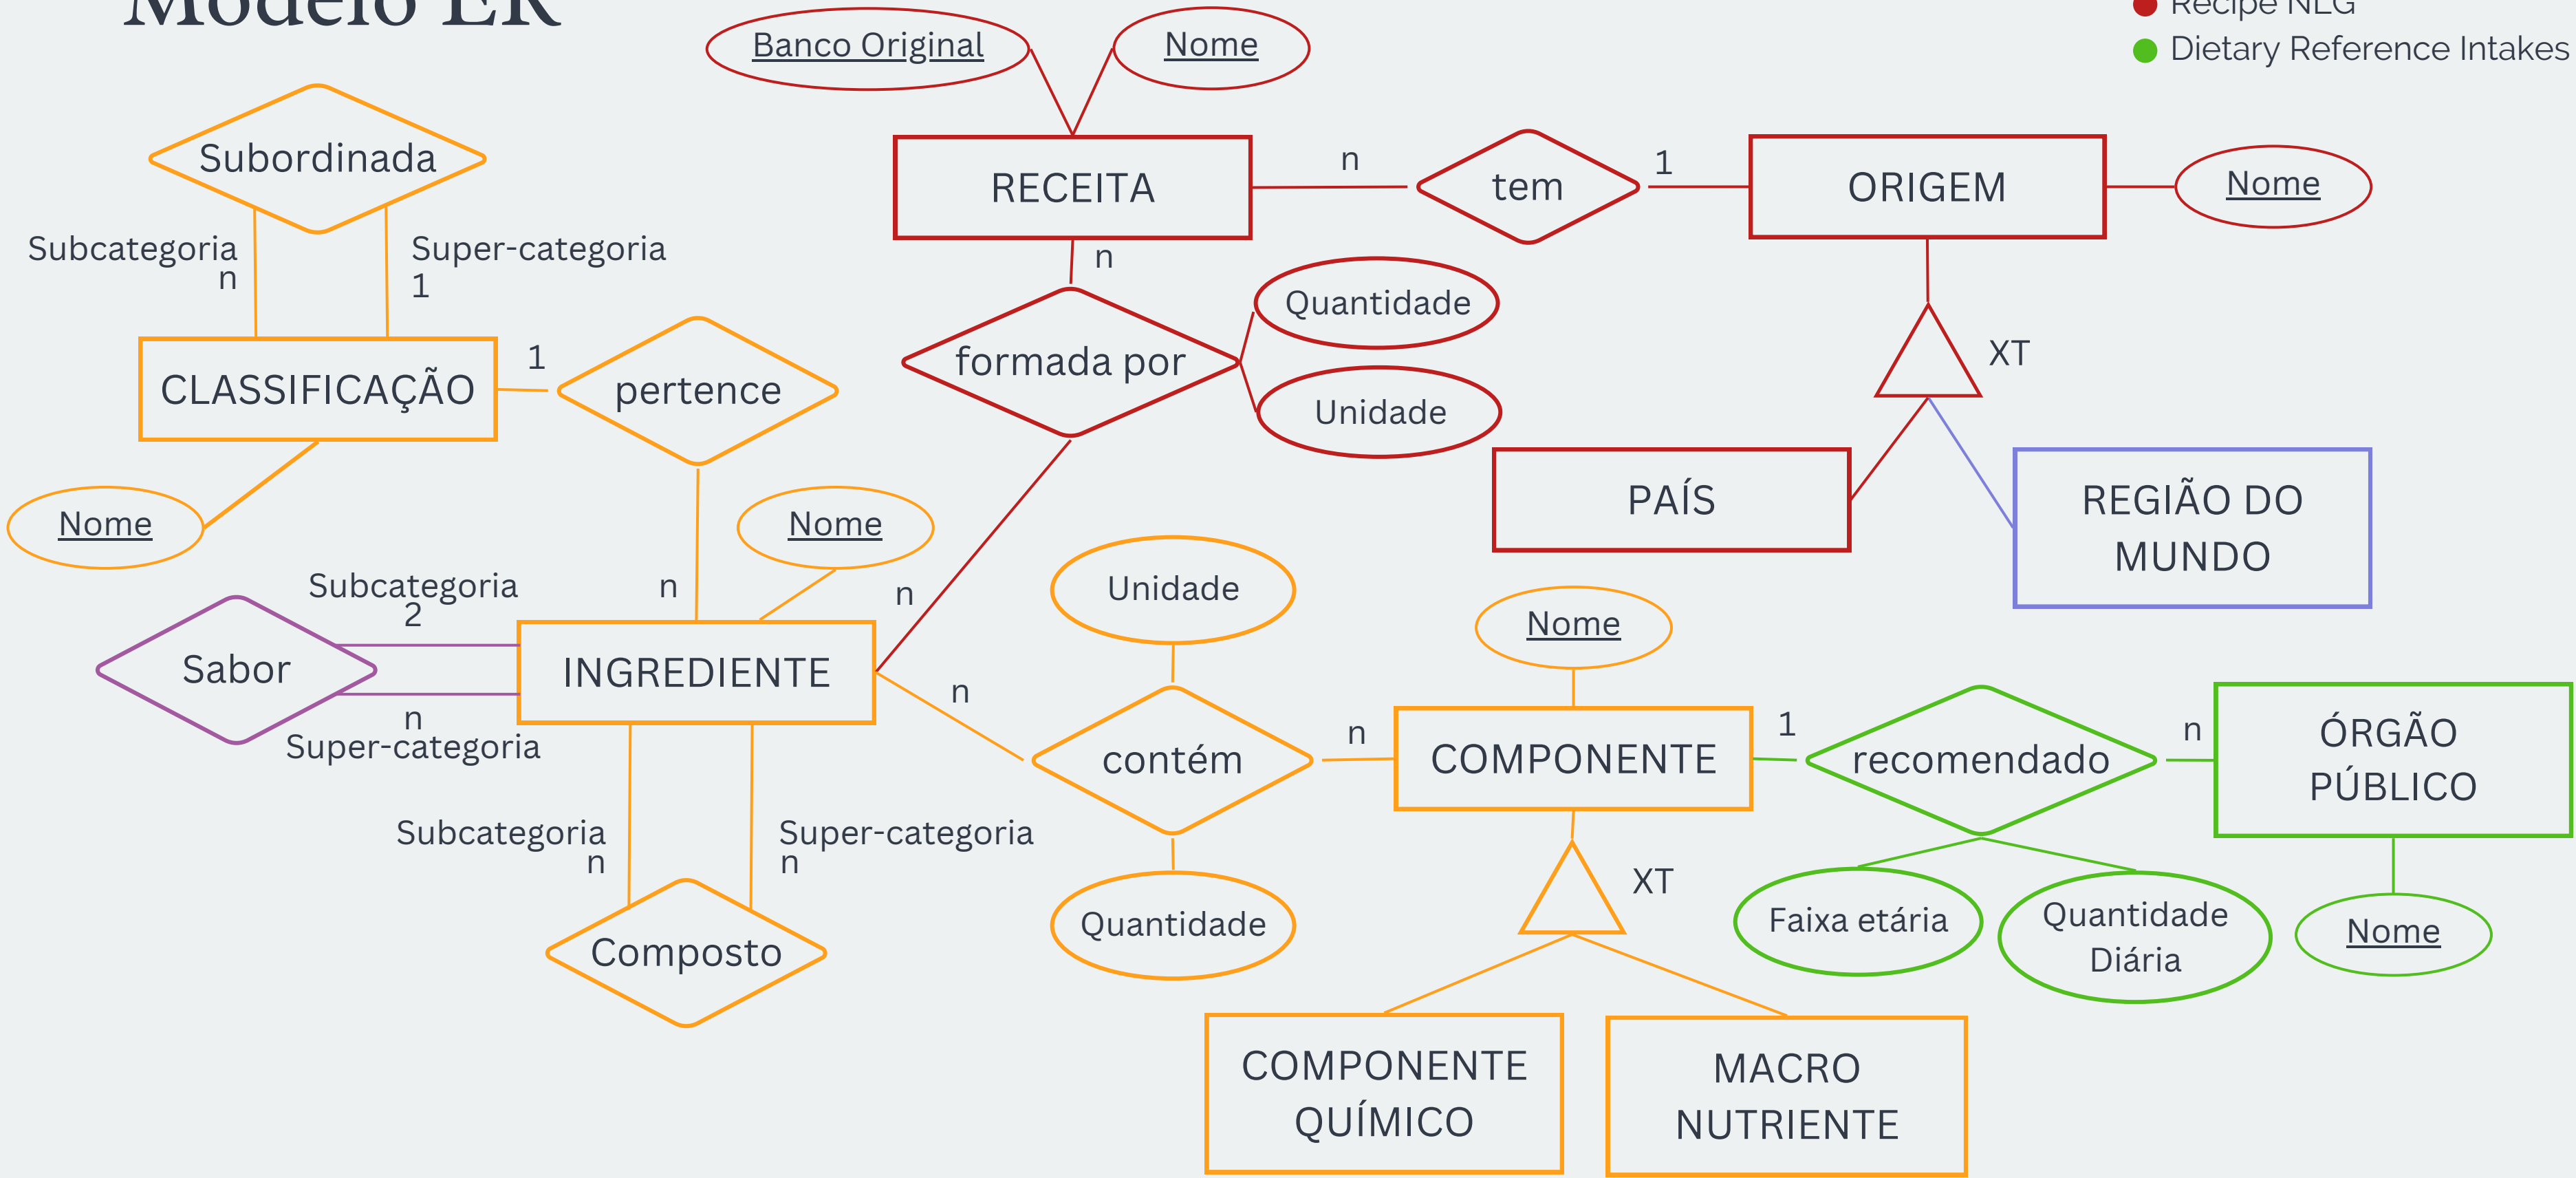 Modelo ER
Recipe NLG
Dietary Reference Intakes
Banco Original
Nome
Subordinada
RECEITA
n
tem
1
ORIGEM
Nome
Subcategoria
n
Super-categoria
1
n
Quantidade
CLASSIFICAÇÃO
1
pertence
formada por
Unidade
XT
PAÍS
REGIÃO DO
MUNDO
Nome
Nome
n
n
Unidade
Nome
Subcategoria
2
Sabor
n
Super-categoria
INGREDIENTE
n
contém
n
COMPONENTE
1
recomendado
n
ÓRGÃO
PÚBLICO
Subcategoria
n
Super-categoria
n
Composto
Quantidade
XT
Faixa etária
Quantidade
Diária
Nome
COMPONENTE
QUÍMICO
MACRO
NUTRIENTE